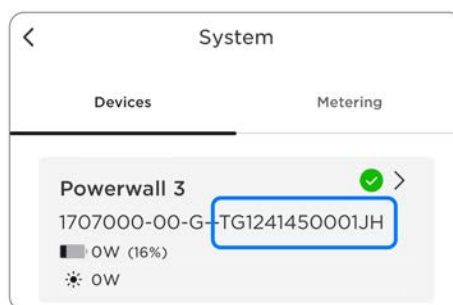 System
Devices Metering
Powerwall 3
1707000-00-G--TG1241450001JH
0W (16%)
0W